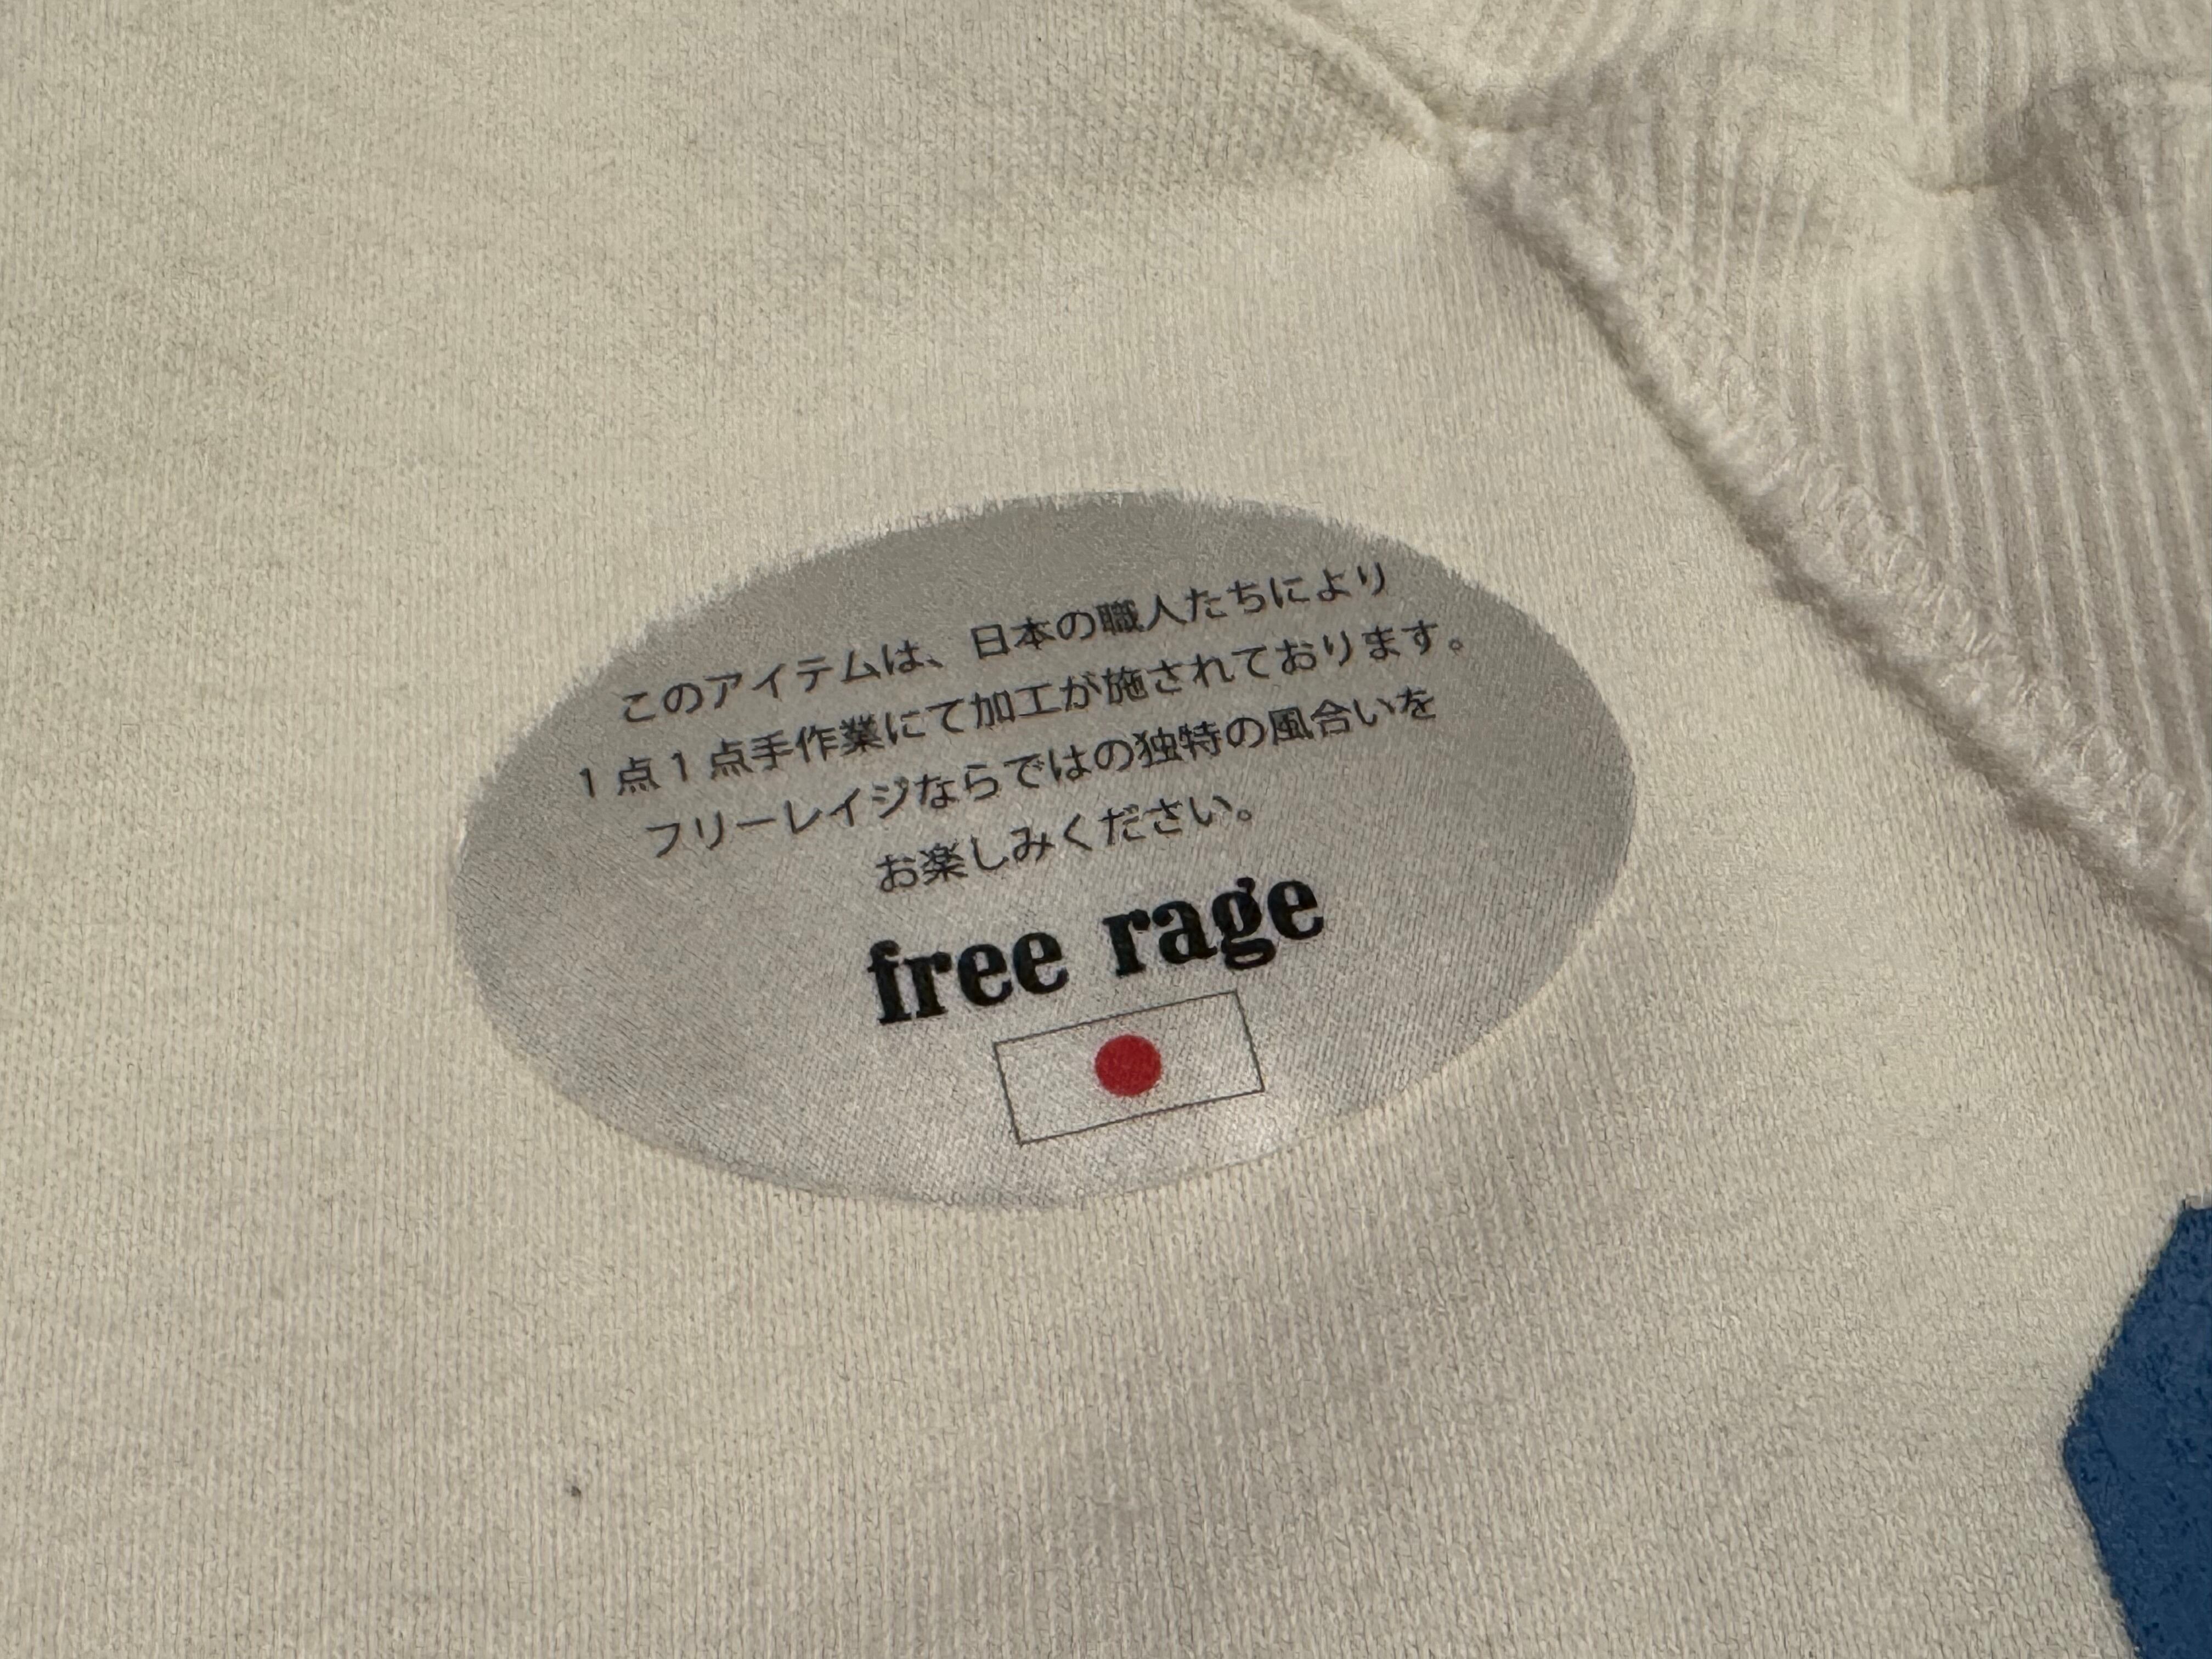 このアイテムは、日本の職人たちにより
1点1点手作業にて加工が施されております。
フリーレイジならではの独特の風合いを
お楽しみください。
free rage